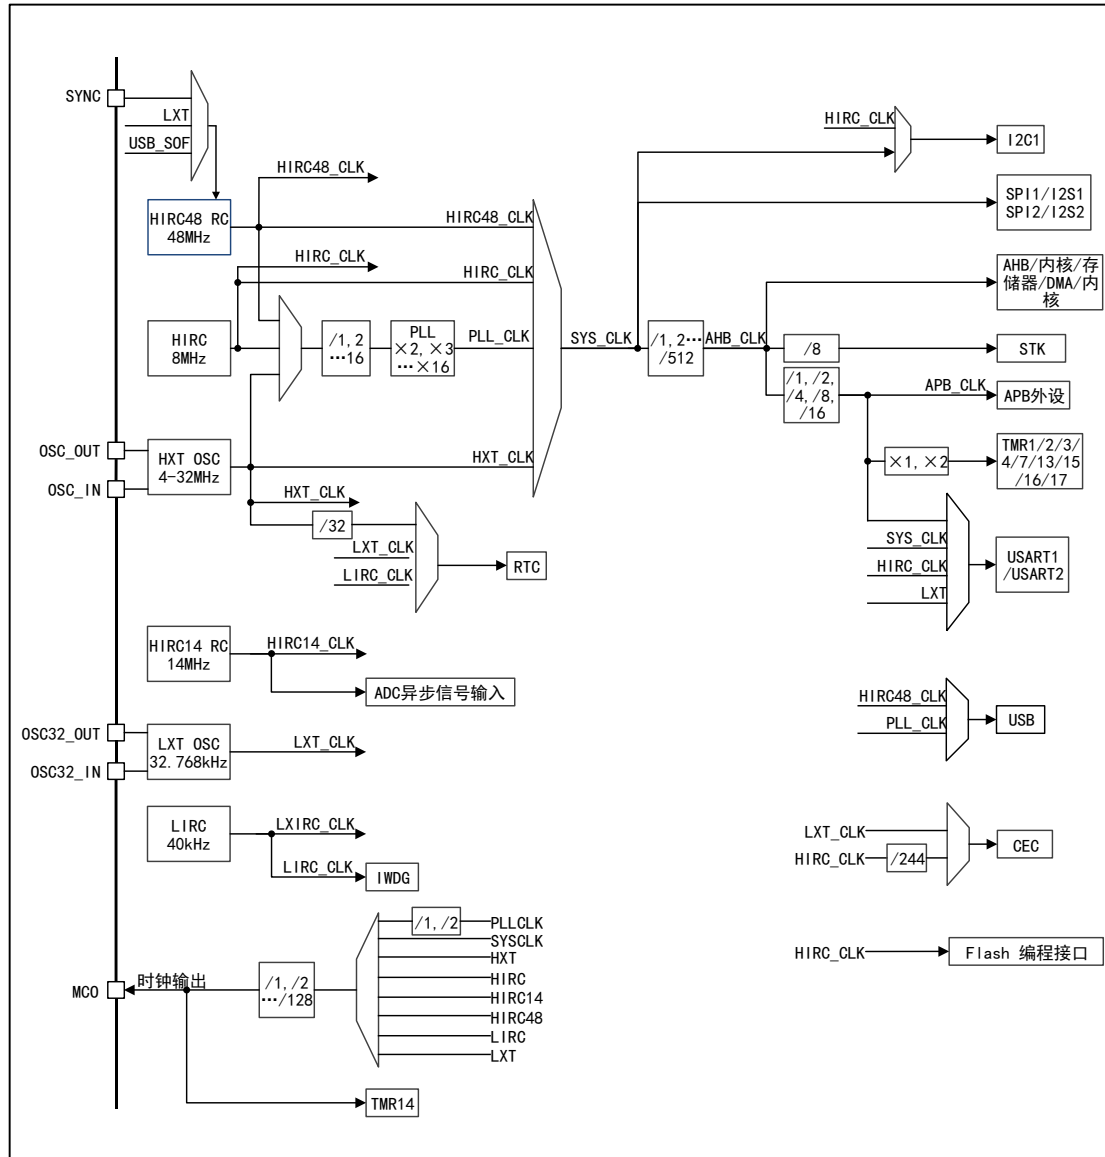 SYNC
LXT
USB_SOF
HIRC_CLK
I2C1
HIRC48_CLK
SPI1/I2S1
SPI2/I2S2
HIRC48 RC
48MHz
HIRC48_CLK
HIRC_CLK
HIRC_CLK
AHB/内核/存
储器/DMA/内
核
HIRC
8MHz
/1,2
…16
PLL
×2,×3
…×16
PLL_CLK
SYS_CLK
/1,2…
/512
AHB_CLK
/8
STK
/1,/2,
/4,/8,
/16
APB_CLK
APB外设
OSC_OUT
OSC_IN
HXT OSC
4-32MHz
HXT_CLK
×1,×2
TMR1/2/3/
4/7/13/15
/16/17
HXT_CLK
/32
LXT_CLK
LIRC_CLK
RTC
SYS_CLK
HIRC_CLK
LXT
USART1
/USART2
HIRC14 RC
14MHz
HIRC14_CLK
ADC异步信号输入
HIRC48_CLK
PLL_CLK
USB
OSC32_OUT
OSC32_IN
LXT OSC
32.768kHz
LXT_CLK
LIRC
40kHz
LXIRC_CLK
LIRC_CLK
IWDG
LXT_CLK
HIRC_CLK
/244
CEC
HIRC_CLK
Flash 编程接口
MCO
时钟输出
/1,/2
…/128
/1,/2
PLLCLK
SYSCLK
HXT
HIRC
HIRC14
HIRC48
LIRC
LXT
TMR14